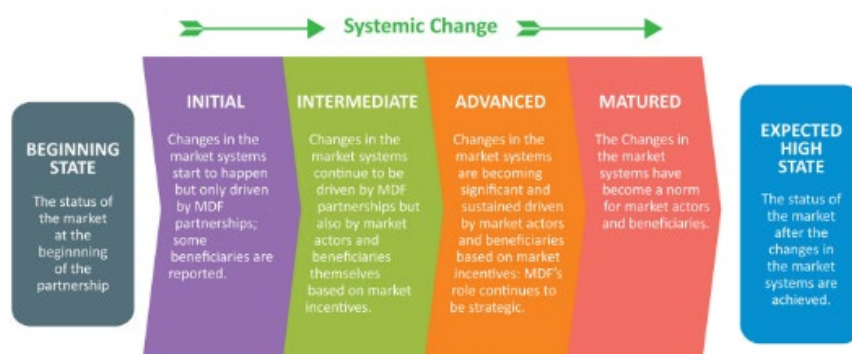 Systemic Change
BEGINNING
STATE
The status of
the market
at the
beginnning
of the
partnership
INITIAL
Changes in the
market systems
start to happen
but only driven
by MDF
partnerships;
some
beneficiaries are
reported.
INTERMEDIATE
Changes in the
market systems
continue to be
driven by MDF
partnerships but
also by market
actors and
beneficiaries
themselves
based on market
incentives.
ADVANCED
Changes in the
market systems
are becoming
significant and
sustained driven
by market actors
and beneficiaries
based on market
incentives: MDF's
role continues to
be strategic.
MATURED
The Changes in
the market
systems have
become a norm
for market actors
and beneficiaries.
EXPECTED
HIGH
STATE
The status of
the market
after the
changes in
the market
systems are
achieved.